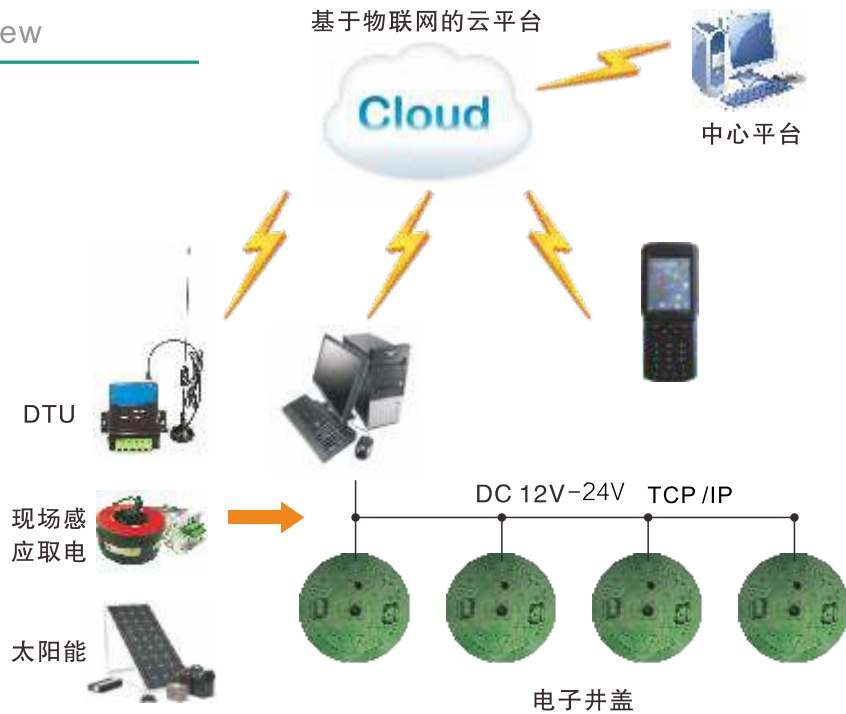 ew
基于物联网的云平台
Cloud
中心平台
DTU
DC 12V-24V TCP/IP
现场感
应取电
太阳能
电子井盖